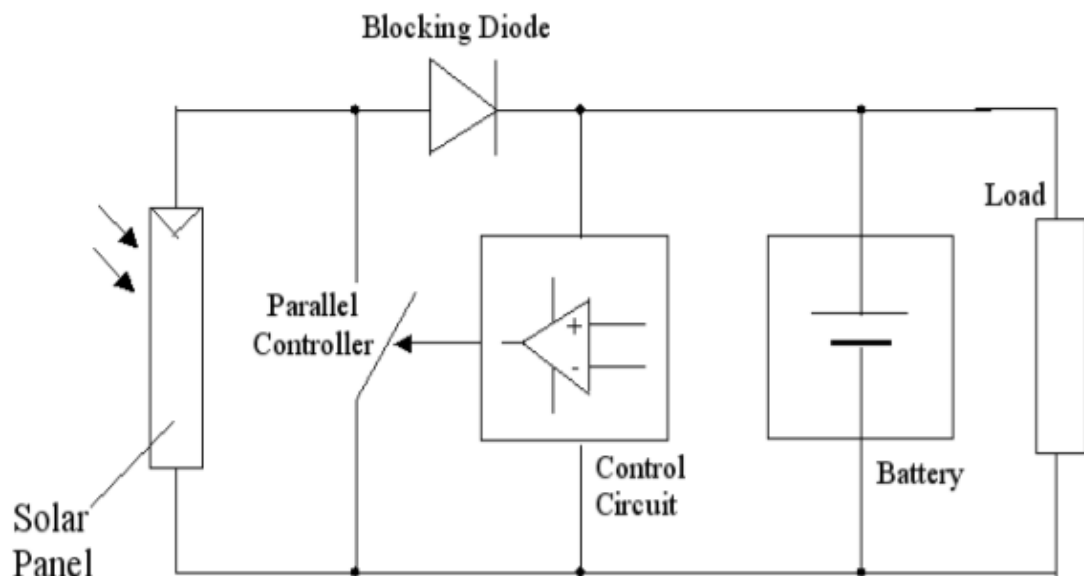 Blocking Diode
Load
Parallel
Controller
+
-
Control
Circuit
Battery
Solar
Panel